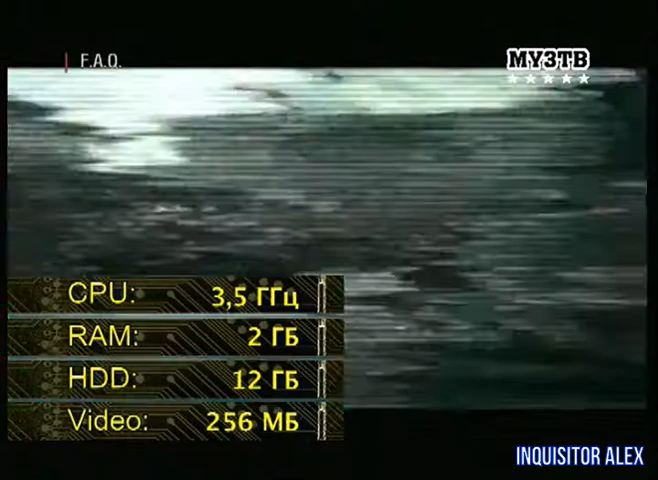 F.A.Q.
МУЗТВ
CPU: 3,5 ГГц
RAM: 2 ГБ
HDD: 12 ГБ
Video: 256 МБ
INQUISITOR ALEX